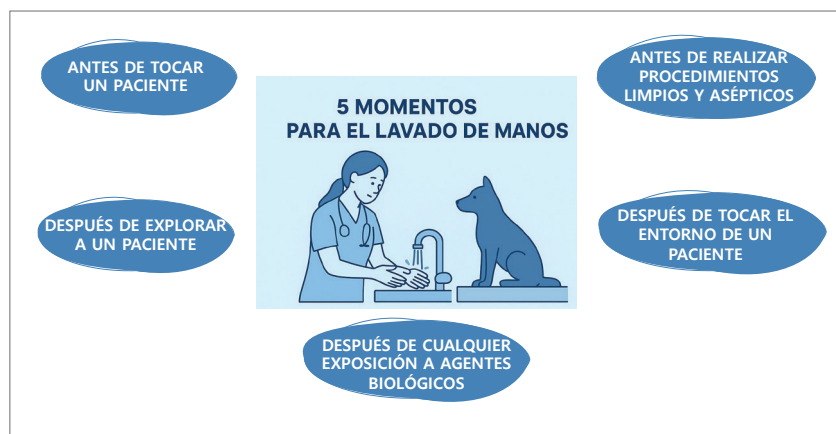 ANTES DE TOCAR
UN PACIENTE
ANTES DE REALIZAR
PROCEDIMIENTOS
LIMPIOS Y ASÉPTICOS
5 MOMENTOS
PARA EL LAVADO DE MANOS
DESPUÉS DE EXPLORAR
A UN PACIENTE
DESPUÉS DE TOCAR EL
ENTORNO DE UN
PACIENTE
DESPUÉS DE CUALQUIER
EXPOSICIÓN A AGENTES
BIOLÓGICOS